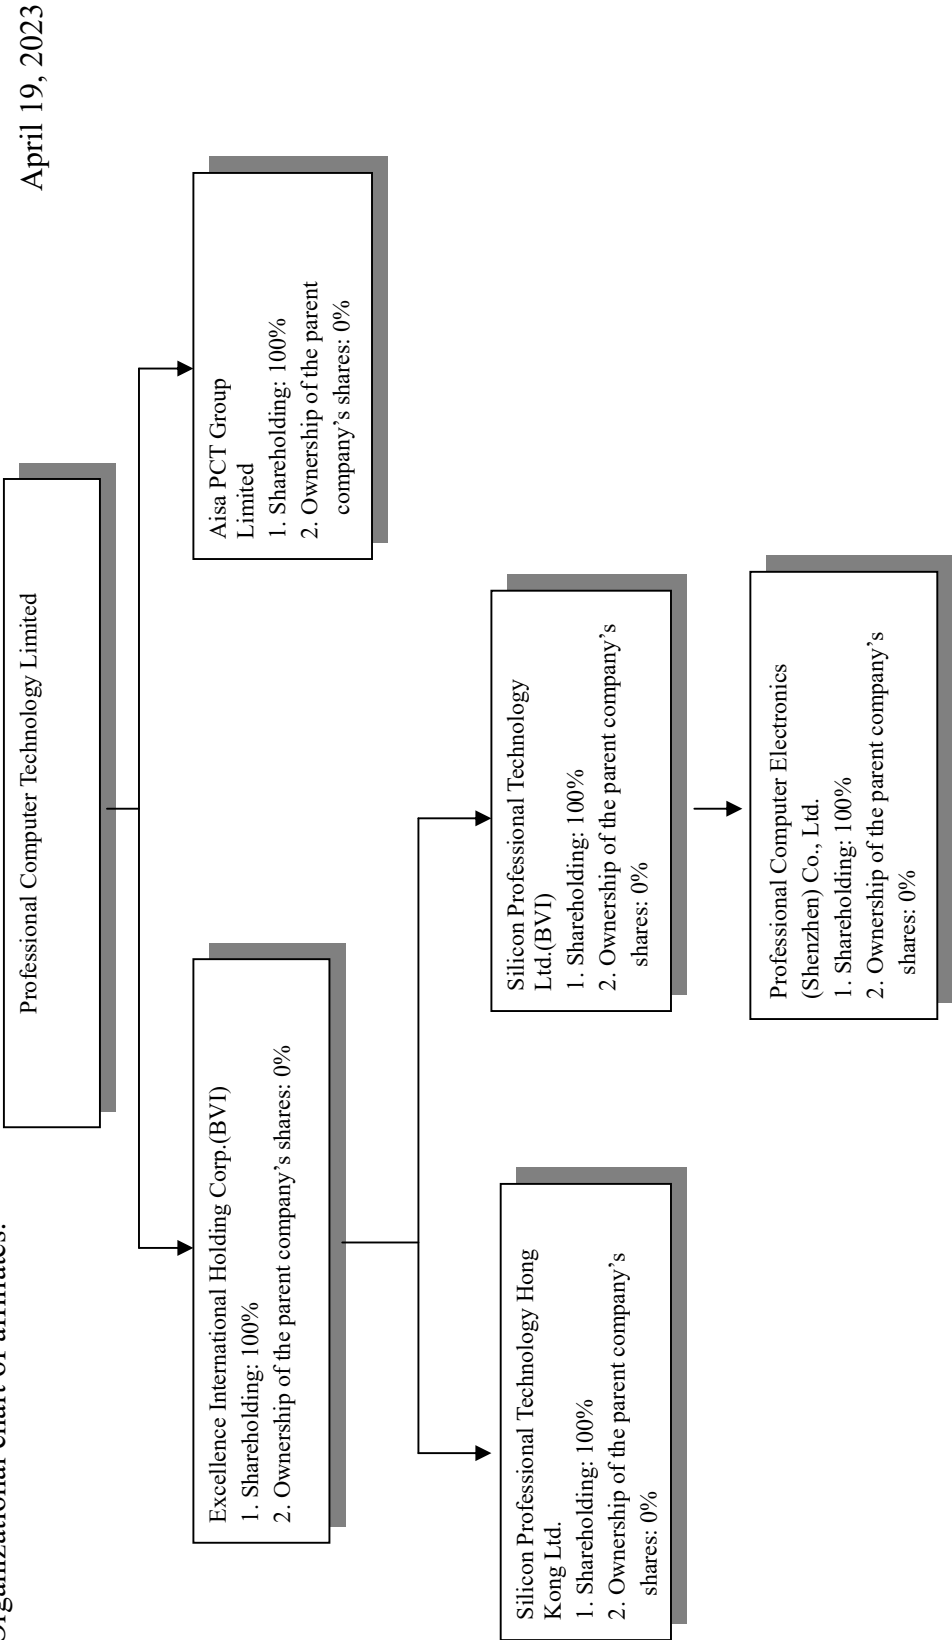 Organizational chart of affiliates:
April 19, 2023
Professional Computer Technology Limited
Excellence International Holding Corp.(BVI)
1. Shareholding: 100%
2. Ownership of the parent company’s shares: 0%
Aisa PCT Group
Limited
1. Shareholding: 100%
2. Ownership of the parent
company’s shares: 0%
Silicon Professional Technology Hong
Kong Ltd.
1. Shareholding: 100%
2. Ownership of the parent company’s
shares: 0%
Silicon Professional Technology
Ltd.(BVI)
1. Shareholding: 100%
2. Ownership of the parent company’s
shares: 0%
Professional Computer Electronics
(Shenzhen) Co., Ltd.
1. Shareholding: 100%
2. Ownership of the parent company’s
shares: 0%